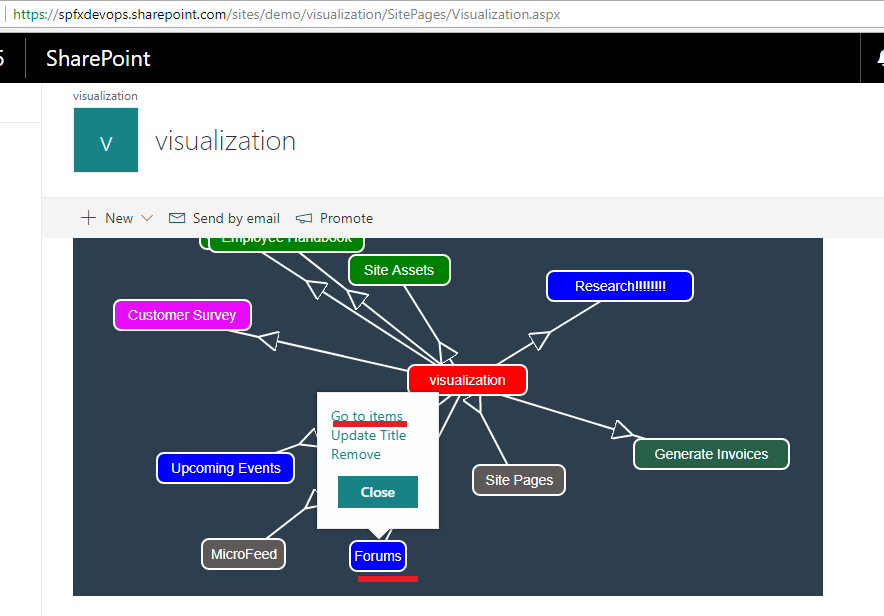 https://spfxdevops.sharepoint.com/sites/demo/visualization/SitePages/Visualization.aspx
SharePoint
visualization
V
visualization
New
Send by email
Promote
Employee Handbook
Site Assets
Research!!!!!!!!
Customer Survey
visualization
Go to items
Update Title
Remove
Close
Generate Invoices
Upcoming Events
Site Pages
MicroFeed
Forums